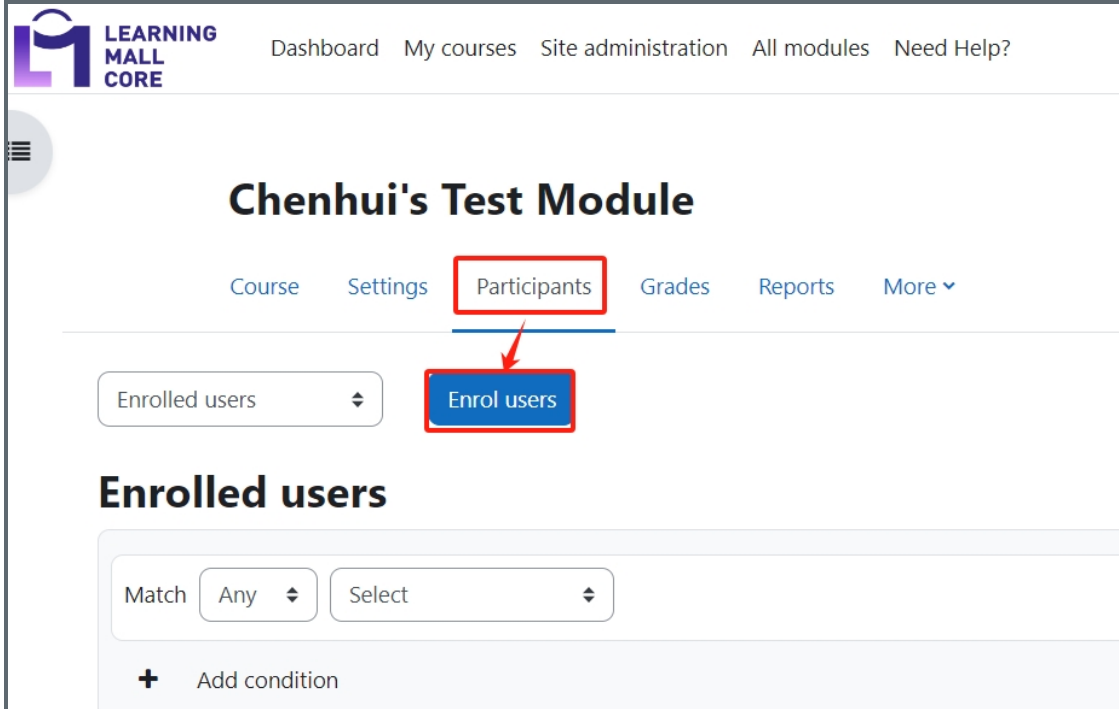 LEARNING
MALL
CORE
Dashboard My courses Site administration All modules Need Help?
Chenhui's Test Module
Course Settings Participants Grades Reports More
Enrolled users Enrol users
Enrolled users
Match Any Select
Add condition